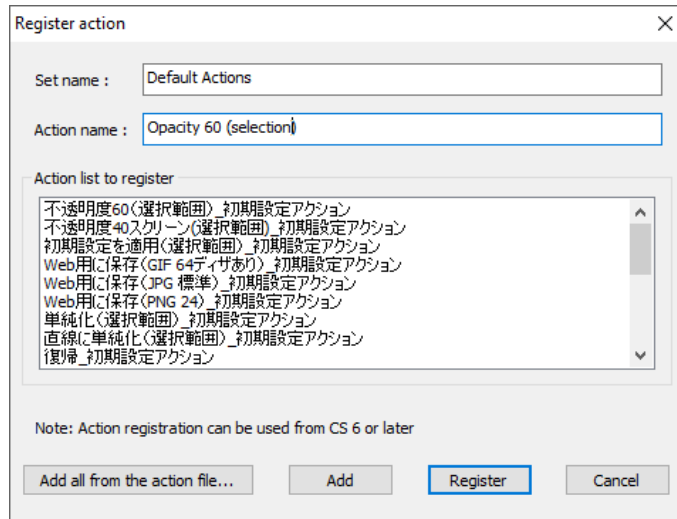 Register action
Set name :
Default Actions
Action name :
Opacity 60 (selection)
Action list to register
不透明度60(選択範囲)_初期設定アクション
不透明度40スクリーン(選択範囲)_初期設定アクション
初期設定を適用(選択範囲)_初期設定アクション
Web用に保存(GIF 64ディザあり)_初期設定アクション
Web用に保存(JPG 標準)_初期設定アクション
Web用に保存(PNG 24)_初期設定アクション
単純化(選択範囲)_初期設定アクション
直線に単純化(選択範囲)_初期設定アクション
復帰_初期設定アクション
Note: Action registration can be used from CS 6 or later
Add all from the action file...
Add
Register
Cancel